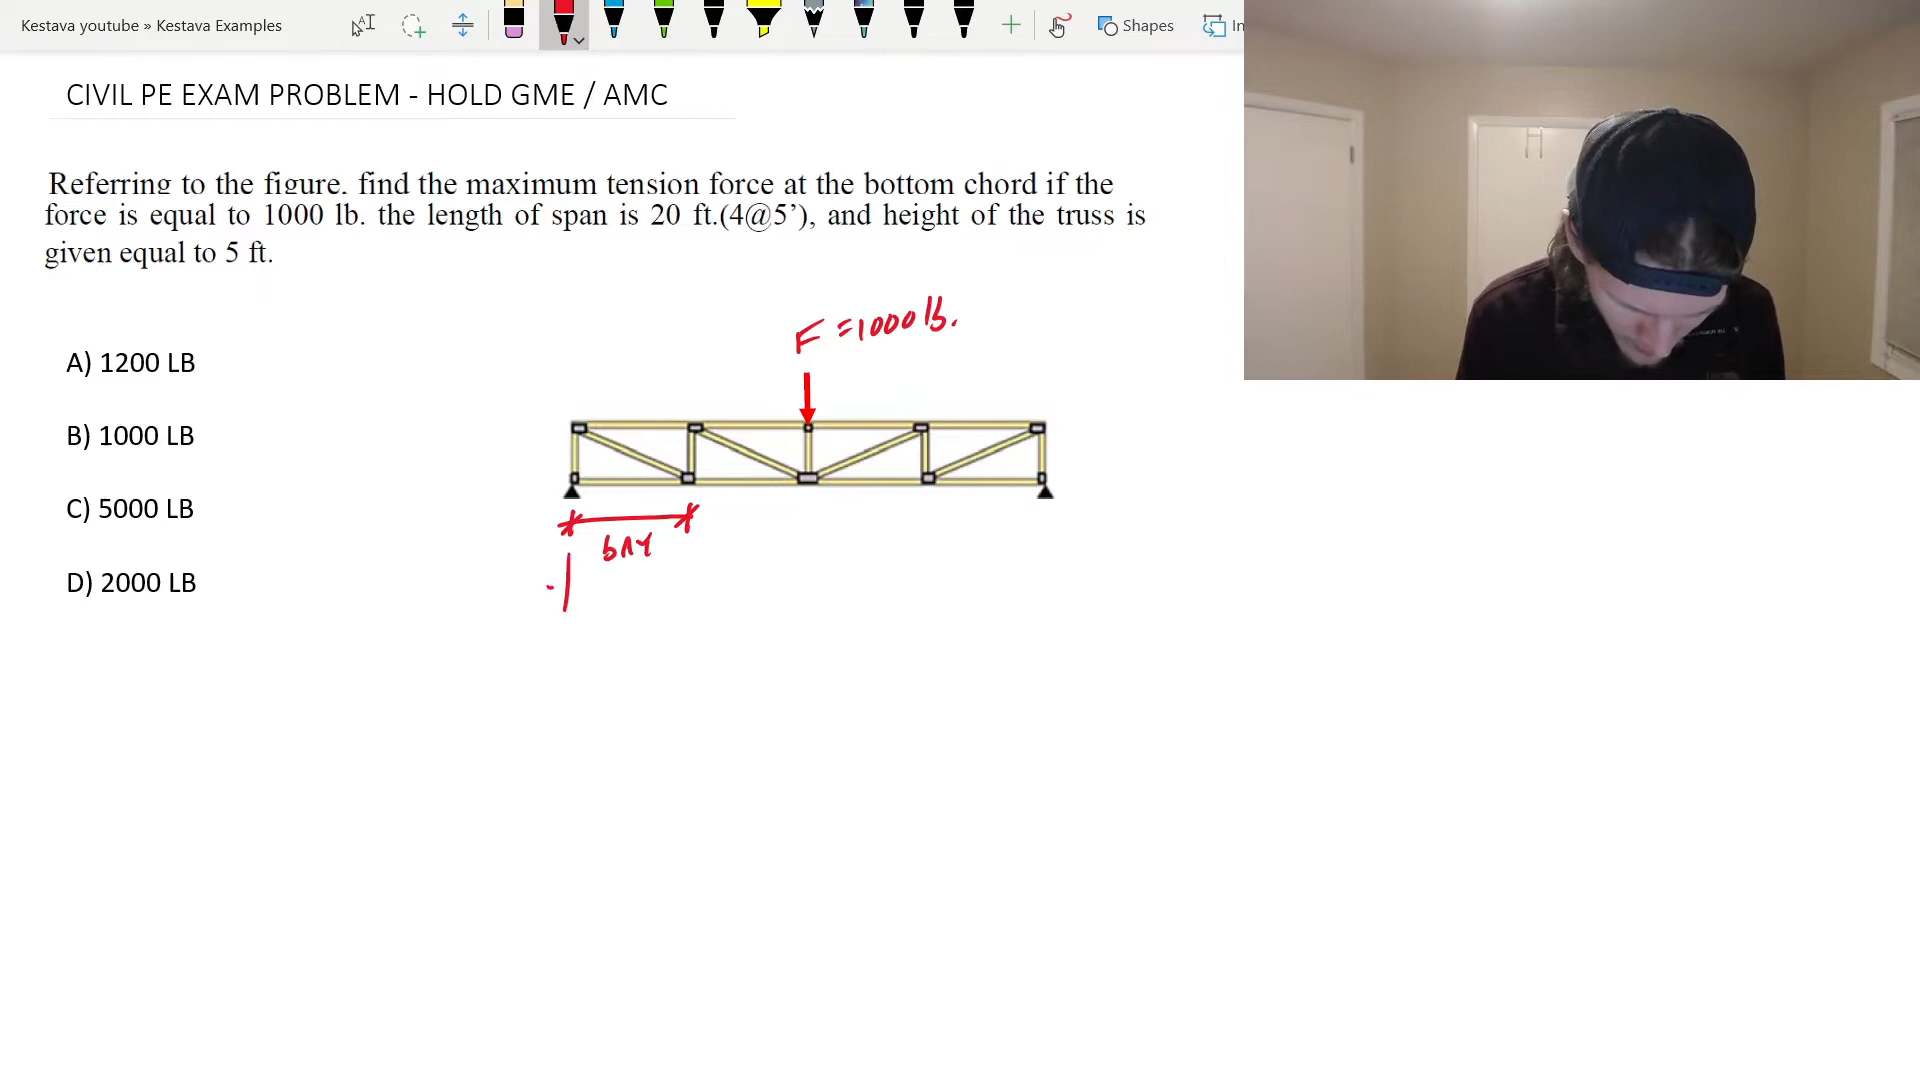 Kestava youtube » Kestava Examples
Shapes
In
CIVIL PE EXAM PROBLEM - HOLD GME / AMC
Referring to the figure, find the maximum tension force at the bottom chord if the
force is equal to 1000 lb. the length of span is 20 ft.(4@5’), and height of the truss is
given equal to 5 ft.
F = 1000 lb.
A) 1200 LB
B) 1000 LB
C) 5000 LB
D) 2000 LB
bAY